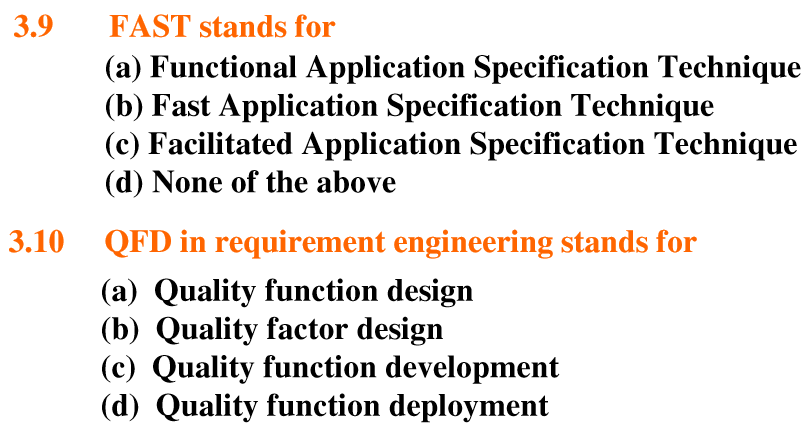 3.9 FAST stands for
(a) Functional Application Specification Technique
(b) Fast Application Specification Technique
(c) Facilitated Application Specification Technique
(d) None of the above
3.10 QFD in requirement engineering stands for
(a) Quality function design
(b) Quality factor design
(c) Quality function development
(d) Quality function deployment